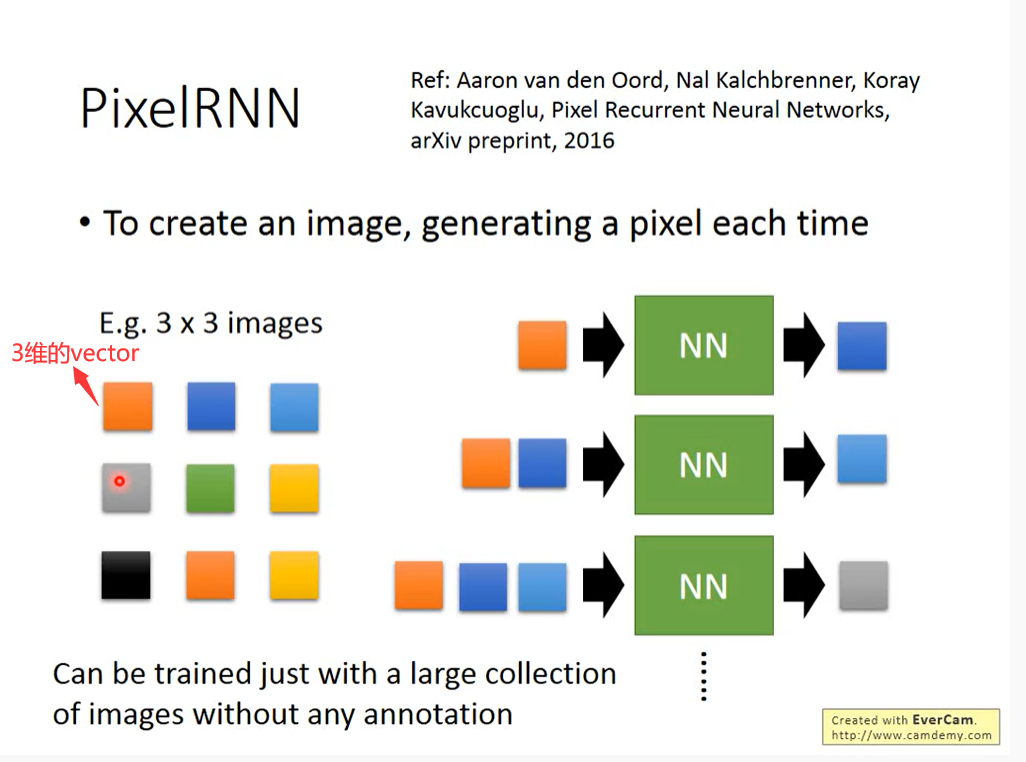 PixelRNN
Ref: Aaron van den Oord, Nal Kalchbrenner, Koray
Kavukcuoglu, Pixel Recurrent Neural Networks,
arXiv preprint, 2016
• To create an image, generating a pixel each time
E.g. 3 x 3 images
3维的vector
NN
NN
NN
Can be trained just with a large collection
of images without any annotation
Created with EverCam.
http://www.camdemy.com